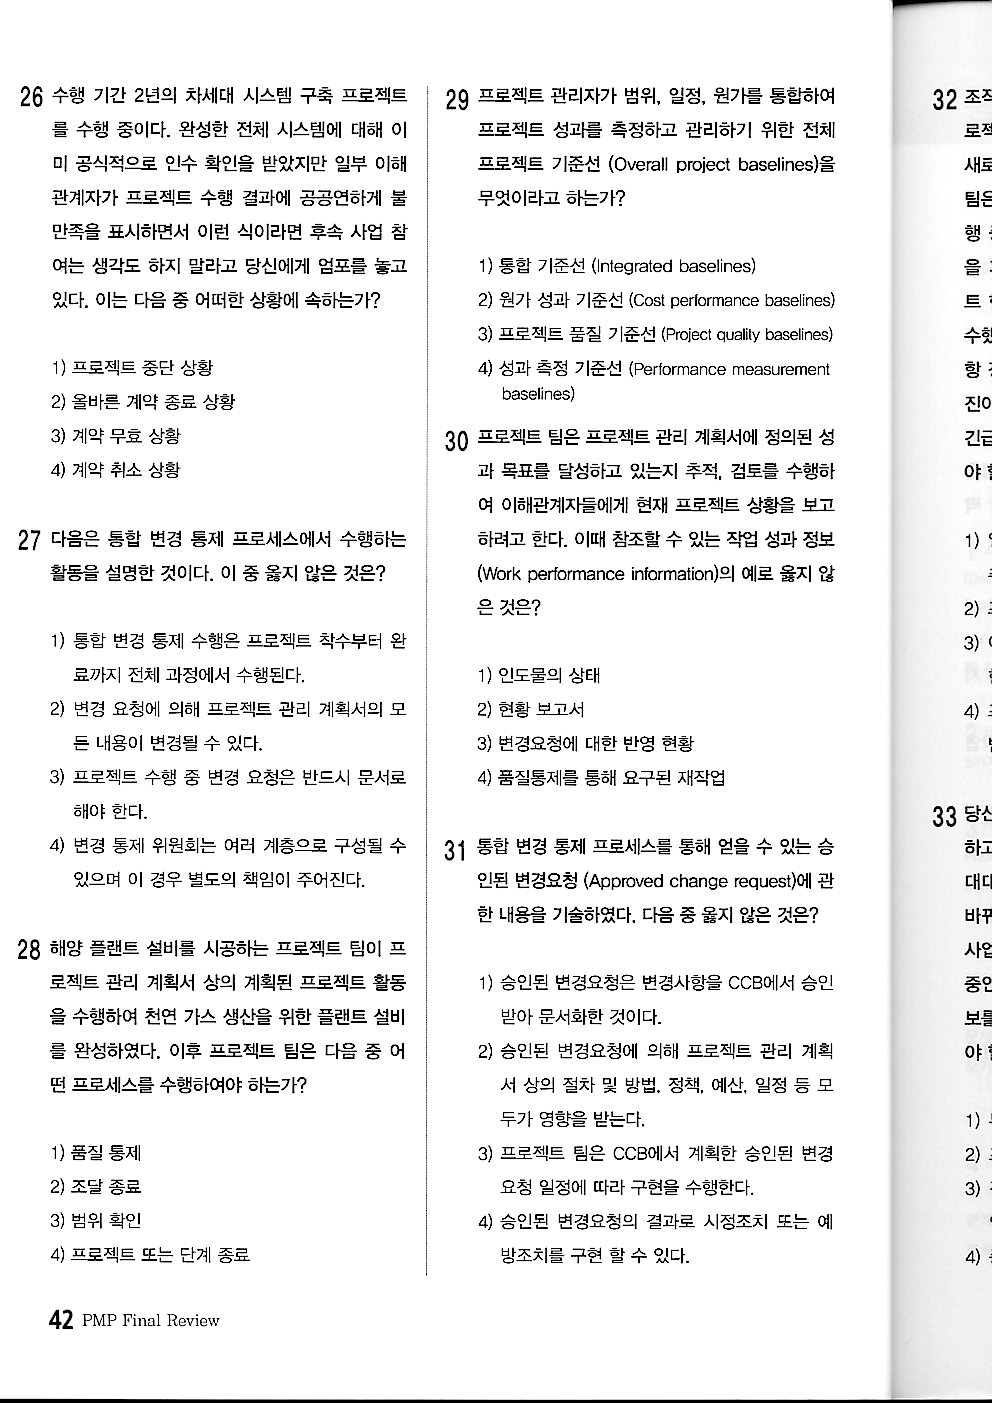 26 수행 기간 2년의 차세대 시스템 구축 프로젝트
를 수행 중이다. 완성한 전체 시스템에 대해 이
미 공식적으로 인수 확인을 받았지만 일부 이해
관계자가 프로젝트 수행 결과에 공공연하게 불
만족을 표시하면서 이런 식이라면 후속 사업 참
여는 생각도 하지 말라고 당신에게 엄포를 놓고
있다. 이는 다음 중 어떠한 상황에 속하는가?
1) 프로젝트 중단 상황
2) 올바른 계약 종료 상황
3) 계약 무효 상황
4) 계약 취소 상황
27 다음은 통합 변경 통제 프로세스에서 수행하는
활동을 설명한 것이다. 이 중 옳지 않은 것은?
1) 통합 변경 통제 수행은 프로젝트 착수부터 완
료까지 전체 과정에서 수행된다.
2) 변경 요청에 의해 프로젝트 관리 계획서의 모
든 내용이 변경될 수 있다.
3) 프로젝트 수행 중 변경 요청은 반드시 문서로
해야 한다.
4) 변경 통제 위원회는 여러 계층으로 구성될 수
있으며 이 경우 별도의 책임이 주어진다.
28 해양 플랜트 설비를 시공하는 프로젝트 팀이 프
로젝트 관리 계획서 상의 계획된 프로젝트 활동
을 수행하여 천연 가스 생산을 위한 플랜트 설비
를 완성하였다. 이후 프로젝트 팀은 다음 중 어
떤 프로세스를 수행하여야 하는가?
1) 품질 통제
2) 조달 종료
3) 범위 확인
4) 프로젝트 또는 단계 종료
29 프로젝트 관리자가 범위, 일정, 원가를 통합하여
프로젝트 성과를 측정하고 관리하기 위한 전체
프로젝트 기준선 (Overall project baselines)을
무엇이라고 하는가?
1) 통합 기준선 (Integrated baselines)
2) 원가 성과 기준선 (Cost performance baselines)
3) 프로젝트 품질 기준선 (Project quality baselines)
4) 성과 측정 기준선 (Performance measurement
baselines)
30 프로젝트 팀은 프로젝트 관리 계획서에 정의된 성
과 목표를 달성하고 있는지 추적, 검토를 수행하
여 이해관계자들에게 현재 프로젝트 상황을 보고
하려고 한다. 이때 참조할 수 있는 작업 성과 정보
(Work performance information)의 예로 옳지 않
은 것은?
1) 인도물의 상태
2) 현황 보고서
3) 변경요청에 대한 반영 현황
4) 품질통제를 통해 요구된 재작업
31 통합 변경 통제 프로세스를 통해 얻을 수 있는 승
인된 변경요청 (Approved change request)에 관
한 내용을 기술하였다. 다음 중 옳지 않은 것은?
1) 승인된 변경요청은 변경사항을 CCB에서 승인
받아 문서화한 것이다.
2) 승인된 변경요청에 의해 프로젝트 관리 계획
서 상의 절차 및 방법, 정책, 예산, 일정 등 모
두가 영향을 받는다.
3) 프로젝트 팀은 CCB에서 계획한 승인된 변경
요청 일정에 따라 구현을 수행한다.
4) 승인된 변경요청의 결과로 시정조치 또는 예
방조치를 구현 할 수 있다.
42 PMP Final Review
32 조직
로젝
새로
팀은
행
을
트
수행
항
진이
긴급
야
1)
2)
3)
4)
33 당신
하고
대다
바꾸
사업
중인
보를
야
1)
2)
3)
4)